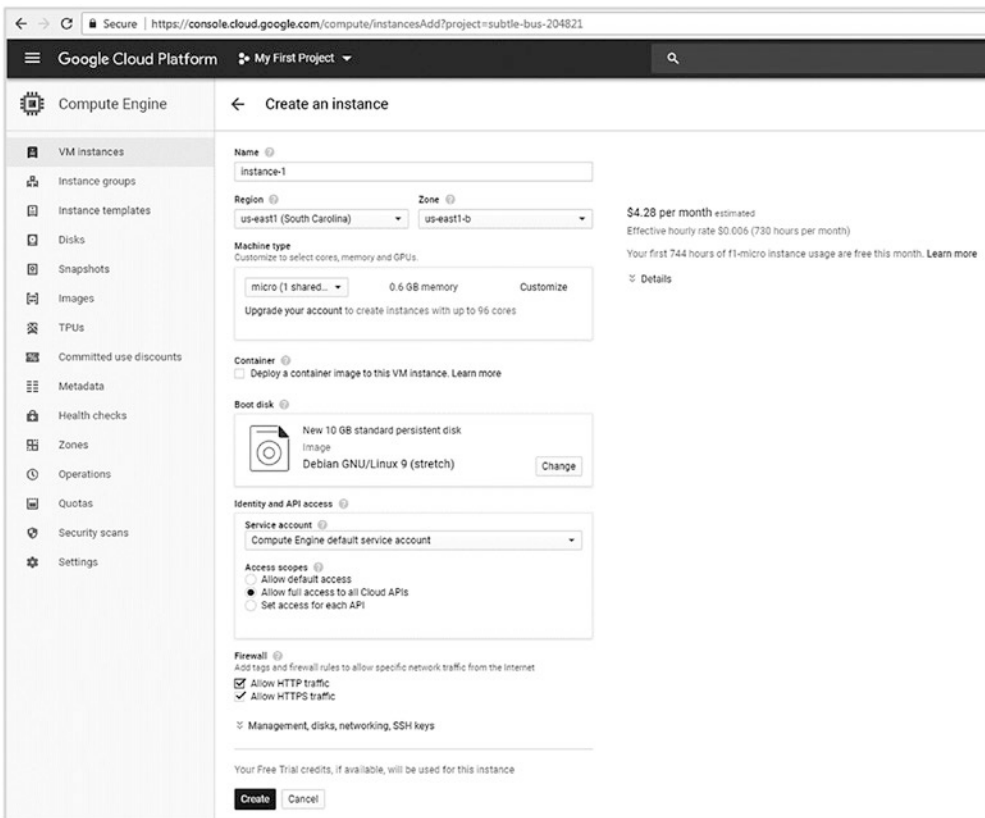 Secure | https://console.cloud.google.com/compute/instancesAdd?project=subtle-bus-204821
Google Cloud Platform My First Project
Compute Engine
Create an instance
VM instances
Instance groups
Instance templates
Disks
Snapshots
Images
TPUs
Committed use discounts
Metadata
Health checks
Zones
Operations
Quotas
Security scans
Settings
Name
instance-1
Region Zone
us-east1 (South Carolina) us-east1-b
Machine type
Customize to select cores, memory and GPUs.
micro (1 shared... 0.6 GB memory Customize
Upgrade your account to create instances with up to 96 cores
Container
Deploy a container image to this VM instance. Learn more
Boot disk
New 10 GB standard persistent disk
Image
Debian GNU/Linux 9 (stretch)
Change
Identity and API access
Service account
Compute Engine default service account
Access scopes
Allow default access
Allow full access to all Cloud APIs
Set access for each API
Firewall
Add tags and firewall rules to allow specific network traffic from the Internet
Allow HTTP traffic
Allow HTTPS traffic
Management, disks, networking, SSH keys
Your Free Trial credits, if available, will be used for this instance
Create Cancel
$4.28 per month estimated
Effective hourly rate $0.006 (730 hours per month)
Your first 744 hours of f1-micro instance usage are free this month. Learn more
Details